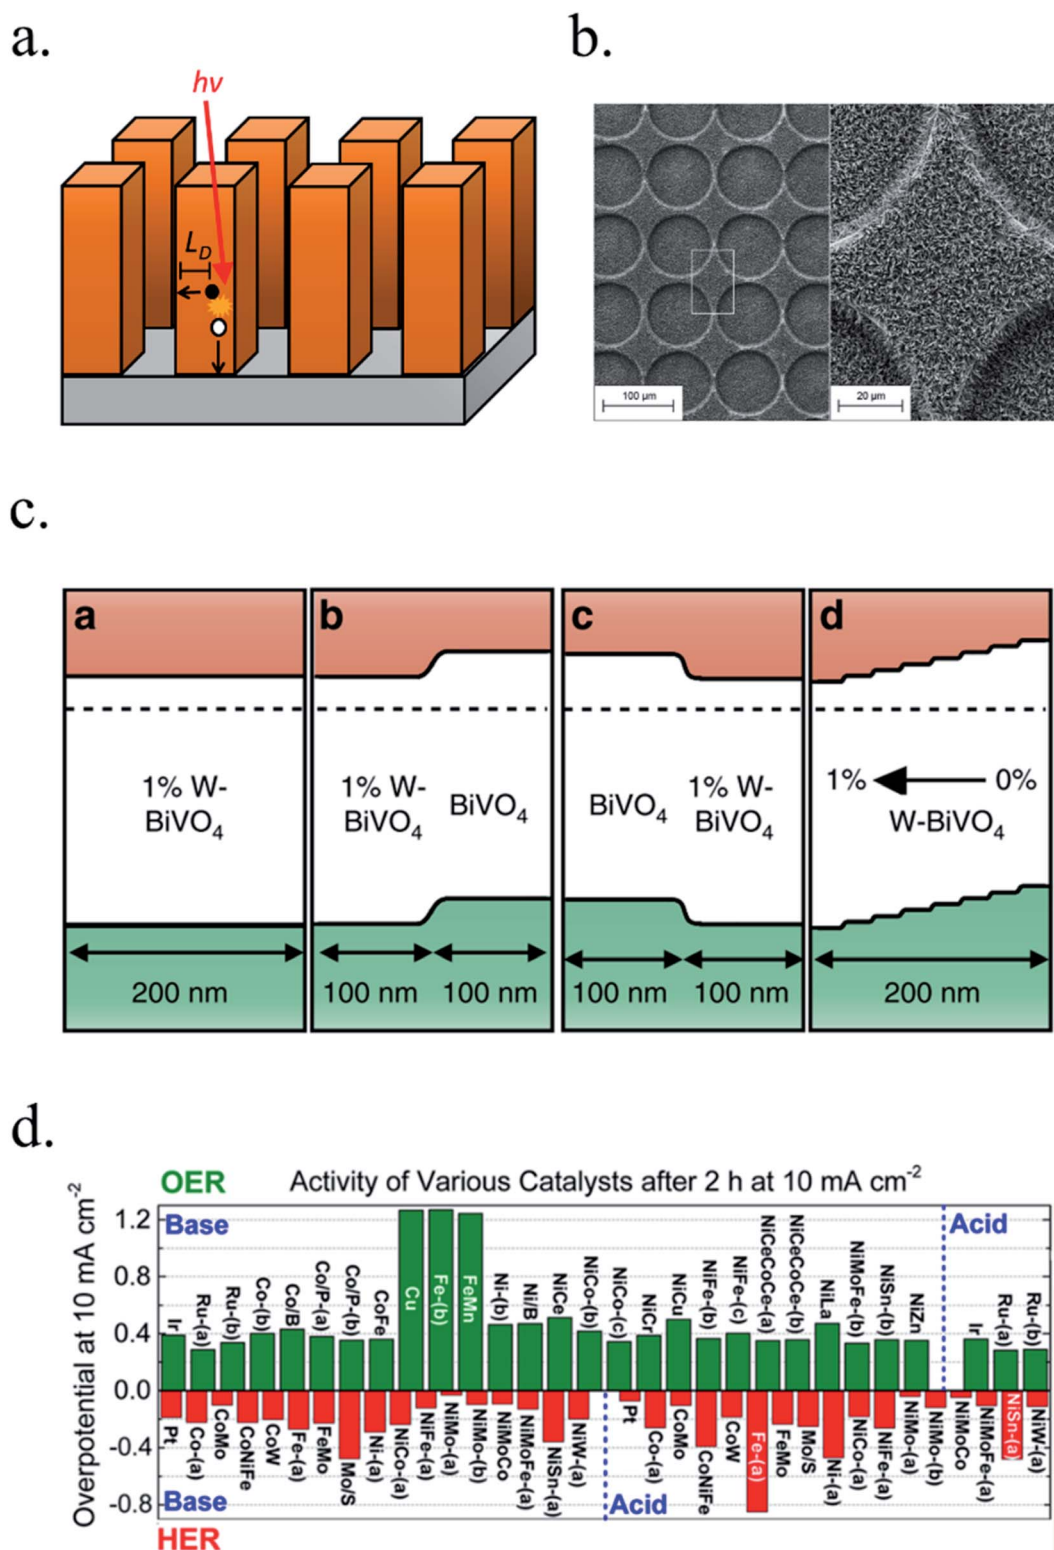 a.
hν
L_D
b.
100 µm
20 µm
c.
a
1% W-
BiVO4
200 nm
b
1% W-
BiVO4
BiVO4
100 nm
100 nm
c
BiVO4
1% W-
BiVO4
100 nm
100 nm
d
1%
0%
W-BiVO4
200 nm
d.
OER
Activity of Various Catalysts after 2 h at 10 mA cm-2
Overpotential at 10 mA cm-2
1.2
0.8
0.4
0.0
-0.4
-0.8
Base
Acid
Ir
Ru-(a)
Ru-(b)
Co-(b)
Co/B
Co/P-(a)
Co/P-(b)
CoFe
Cu
Fe-(b)
FeMn
Ni-(b)
Ni/B
NiCe
NiCo-(b)
NiCo-(c)
NiCr
NiCu
NiFe-(b)
NiFe-(c)
NiCeCoCe-(a)
NiCeCoCe-(b)
NiLa
NiMoFe-(b)
NiSn-(b)
NiZn
Ir
Ru-(a)
Ru-(b)
Pt
Co-(a)
CoMo
CoNiFe
CoW
Fe-(a)
FeMo
Mo/S
Ni-(a)
NiCo-(a)
NiFe-(a)
NiMo-(a)
NiMo-(b)
NiMoCo
NiMoFe-(a)
NiSn-(a)
NiW-(a)
Pt
Co-(a)
CoMo
CoNiFe
CoW
Fe-(a)
FeMo
Mo/S
Ni-(a)
NiCo-(a)
NiFe-(a)
NiMo-(a)
NiMo-(b)
NiMoCo
NiMoFe-(a)
NiSn-(a)
NiW-(a)
Base
Acid
HER